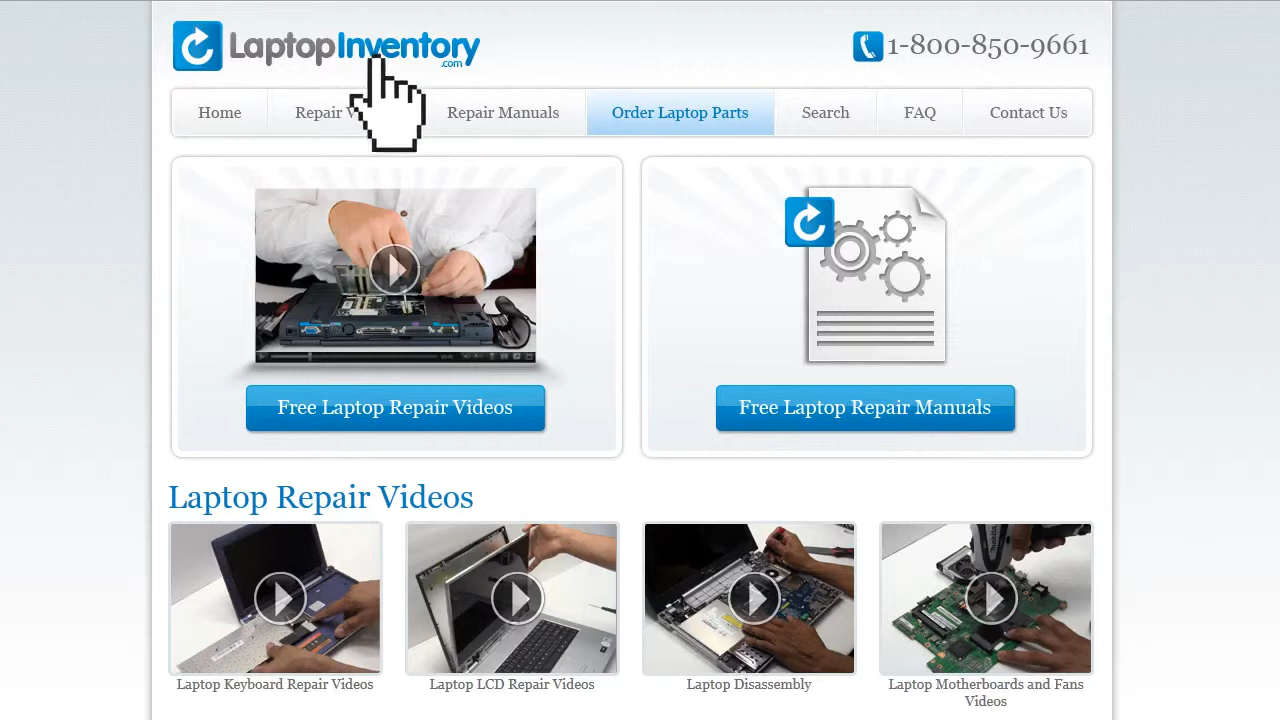 LaptopInventory
.com
1-800-850-9661
Home
Repair V
Repair Manuals
Order Laptop Parts
Search
FAQ
Contact Us
Free Laptop Repair Videos
Free Laptop Repair Manuals
Laptop Repair Videos
Laptop Keyboard Repair Videos
Laptop LCD Repair Videos
Laptop Disassembly
Laptop Motherboards and Fans
Videos